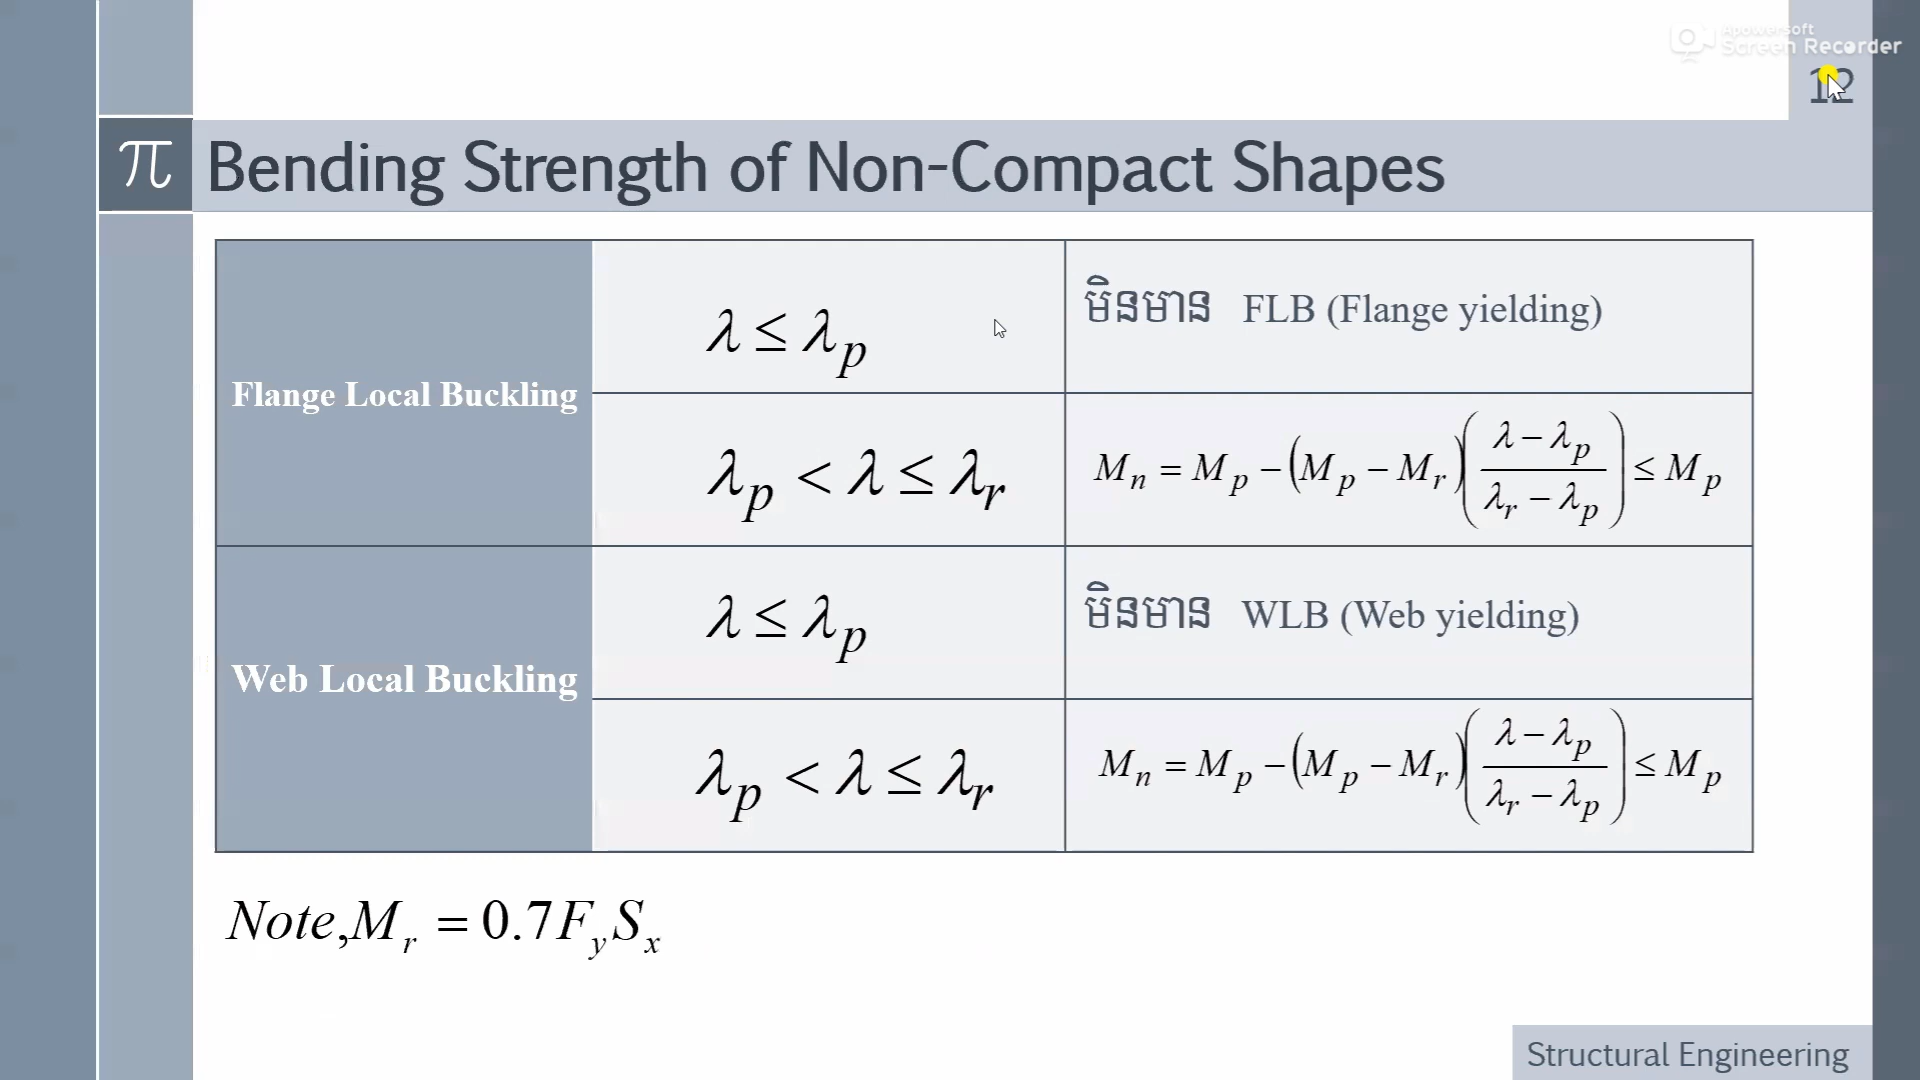 Apowersoft
Screen Recorder
12
π Bending Strength of Non-Compact Shapes
Flange Local Buckling
λ ≤ λp
មិនមាន FLB (Flange yielding)
λp < λ ≤ λr
Mn = Mp − (Mp − Mr)((λ − λp)/(λr − λp)) ≤ Mp
Web Local Buckling
λ ≤ λp
មិនមាន WLB (Web yielding)
λp < λ ≤ λr
Mn = Mp − (Mp − Mr)((λ − λp)/(λr − λp)) ≤ Mp
Note, Mr = 0.7FySx
Structural Engineering